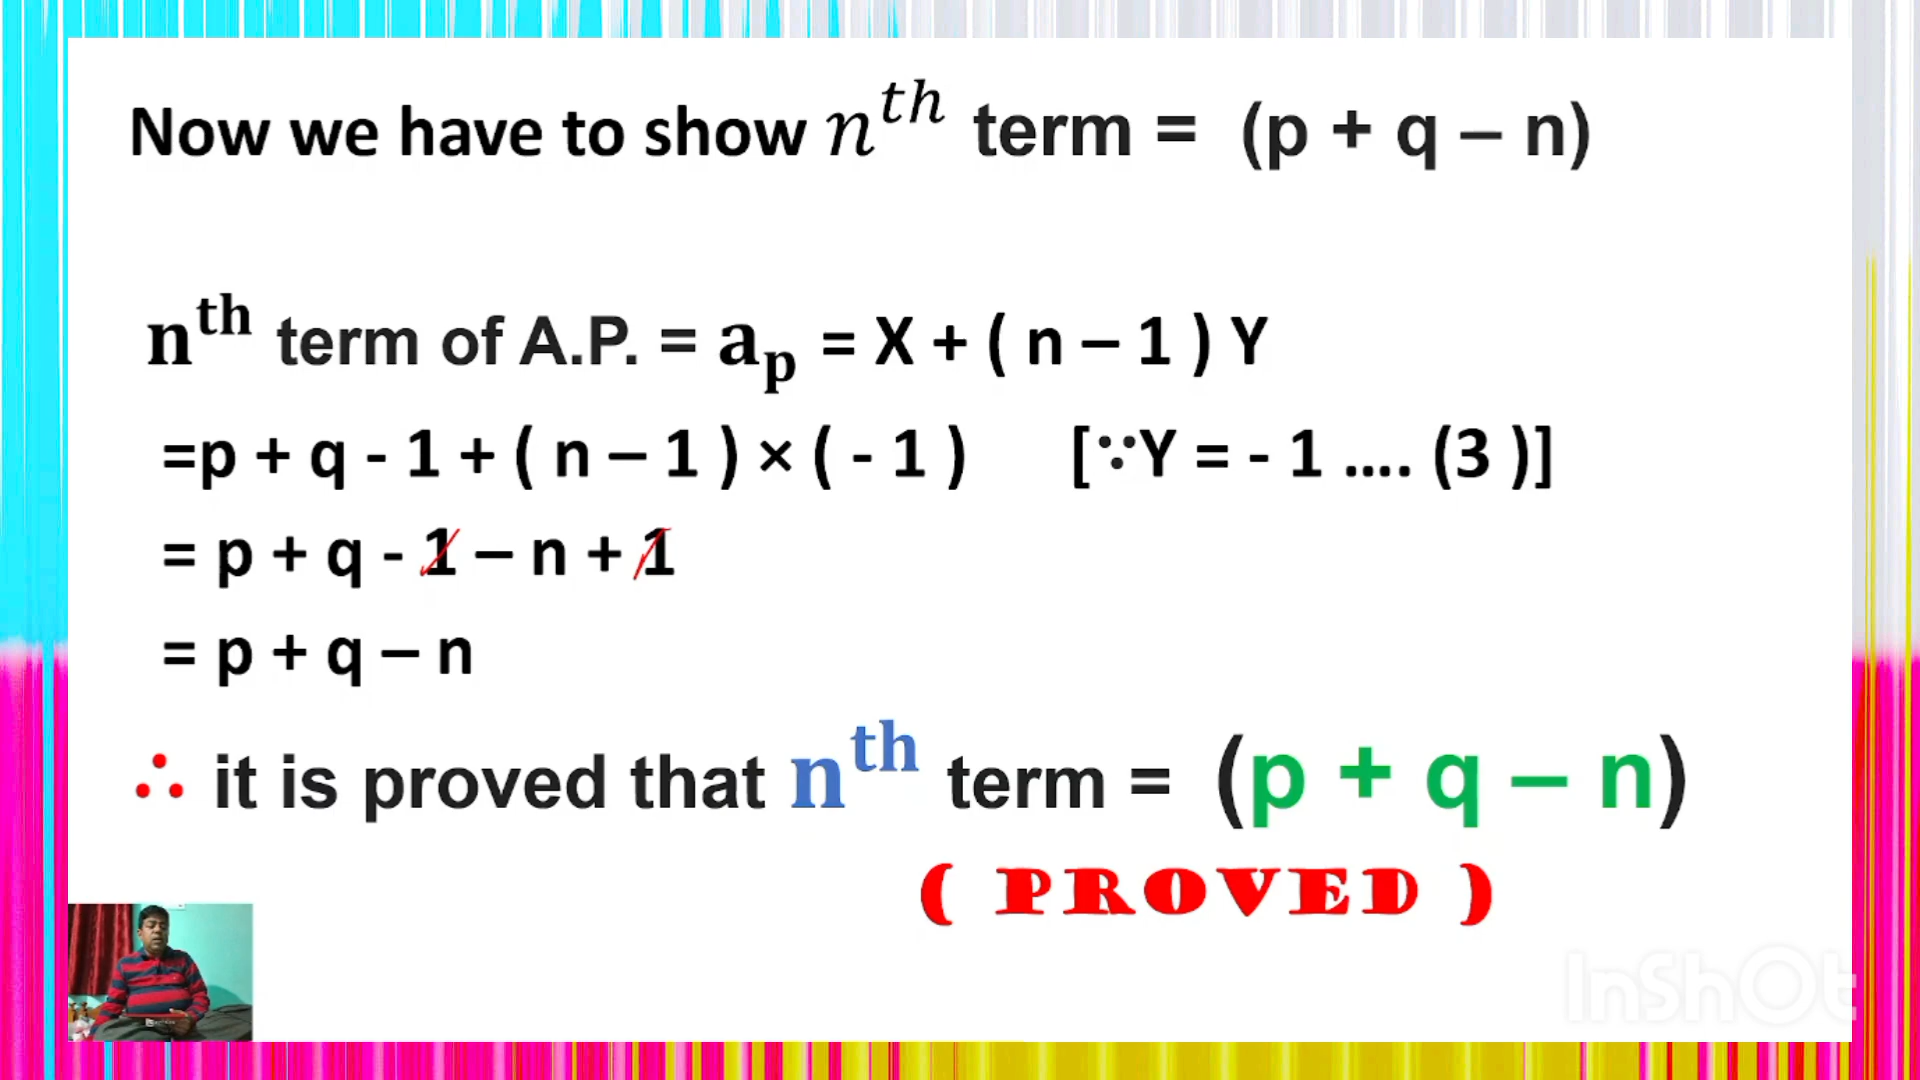 Now we have to show nᵗʰ term = (p + q – n)
nᵗʰ term of A.P. = aₚ = X + ( n – 1 ) Y
=p + q - 1 + ( n – 1 ) × ( - 1 ) [∵Y = - 1 .... (3 )]
= p + q - 1 – n + 1
= p + q – n
∴ it is proved that nᵗʰ term = (p + q – n)
( PROVED )
InShOt